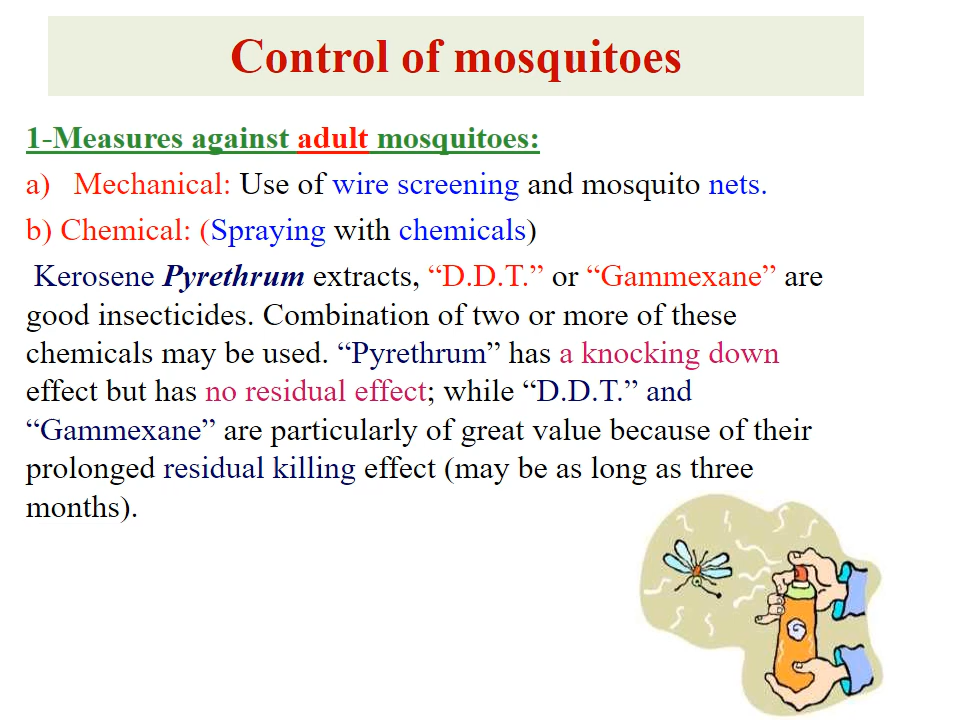 Control of mosquitoes
1-Measures against adult mosquitoes:
a) Mechanical: Use of wire screening and mosquito nets.
b) Chemical: (Spraying with chemicals)
Kerosene Pyrethrum extracts, “D.D.T.” or “Gammexane” are
good insecticides. Combination of two or more of these
chemicals may be used. “Pyrethrum” has a knocking down
effect but has no residual effect; while “D.D.T.” and
“Gammexane” are particularly of great value because of their
prolonged residual killing effect (may be as long as three
months).